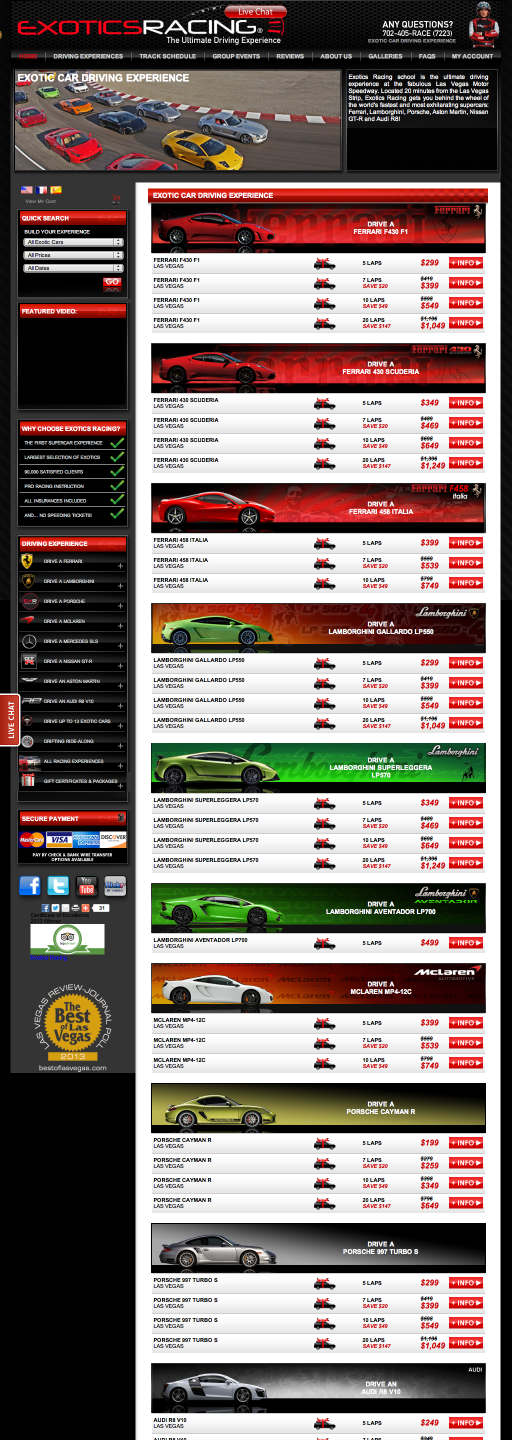 Live Chat
EXOTICSRACING®
The Ultimate Driving Experience
ANY QUESTIONS?
702-405-RACE (7223)
EXOTIC CAR DRIVING EXPERIENCE
HOME
DRIVING EXPERIENCES
TRACK SCHEDULE
GROUP EVENTS
REVIEWS
ABOUT US
GALLERIES
FAQS
MY ACCOUNT
EXOTIC CAR DRIVING EXPERIENCE
Exotics Racing school is the ultimate driving
experience at the fabulous Las Vegas Motor
Speedway. Located 20 minutes from the Las Vegas
Strip, Exotics Racing gets you behind the wheel of
the world's fastest and most exhilarating supercars:
Ferrari, Lamborghini, Porsche, Aston Martin, Nissan
GT-R and Audi R8!
View My Cart
QUICK SEARCH
BUILD YOUR EXPERIENCE
All Exotic Cars
All Prices
All Dates
GO
FEATURED VIDEO:
WHY CHOOSE EXOTICS RACING?
THE FIRST SUPERCAR EXPERIENCE
LARGEST SELECTION OF EXOTICS
90,000 SATISFIED CLIENTS
PRO RACING INSTRUCTION
ALL INSURANCES INCLUDED
AND... NO SPEEDING TICKETS!
DRIVING EXPERIENCE
DRIVE A FERRARI
DRIVE A LAMBORGHINI
DRIVE A PORSCHE
DRIVE A MCLAREN
DRIVE A MERCEDES SLS
DRIVE A NISSAN GT-R
DRIVE AN ASTON MARTIN
DRIVE AN AUDI R8 V10
DRIVE UP TO 13 EXOTIC CARS
DRIFTING RIDE-ALONG
ALL RACING EXPERIENCES
GIFT CERTIFICATES & PACKAGES
LIVE CHAT
SECURE PAYMENT
MasterCard VISA AMERICAN EXPRESS DISCOVER
PAY BY CHECK & BANK WIRE TRANSFER
OPTIONS AVAILABLE
You Tube
31
Certificate of Excellence
2013 Winner
LAS VEGAS REVIEW-JOURNAL POLL
The Best of Las Vegas
2013
bestoflasvegas.com
EXOTIC CAR DRIVING EXPERIENCE
Ferrari
DRIVE A
FERRARI F430 F1
FERRARI F430 F1 LAS VEGAS 5 LAPS $299 + INFO
FERRARI F430 F1 LAS VEGAS 7 LAPS SAVE $20 $419 $399 + INFO
FERRARI F430 F1 LAS VEGAS 10 LAPS SAVE $49 $598 $549 + INFO
FERRARI F430 F1 LAS VEGAS 20 LAPS SAVE $147 $1,196 $1,049 + INFO
Ferrari 430
DRIVE A
FERRARI 430 SCUDERIA
FERRARI 430 SCUDERIA LAS VEGAS 5 LAPS $349 + INFO
FERRARI 430 SCUDERIA LAS VEGAS 7 LAPS SAVE $20 $489 $469 + INFO
FERRARI 430 SCUDERIA LAS VEGAS 10 LAPS SAVE $49 $698 $649 + INFO
FERRARI 430 SCUDERIA LAS VEGAS 20 LAPS SAVE $147 $1,396 $1,249 + INFO
Ferrari F458
Italia
DRIVE A
FERRARI 458 ITALIA
FERRARI 458 ITALIA LAS VEGAS 5 LAPS $399 + INFO
FERRARI 458 ITALIA LAS VEGAS 7 LAPS SAVE $20 $559 $539 + INFO
FERRARI 458 ITALIA LAS VEGAS 10 LAPS SAVE $49 $798 $749 + INFO
Lamborghini
DRIVE A
LAMBORGHINI GALLARDO LP550
LAMBORGHINI GALLARDO LP550 LAS VEGAS 5 LAPS $299 + INFO
LAMBORGHINI GALLARDO LP550 LAS VEGAS 7 LAPS SAVE $20 $419 $399 + INFO
LAMBORGHINI GALLARDO LP550 LAS VEGAS 10 LAPS SAVE $49 $598 $549 + INFO
LAMBORGHINI GALLARDO LP550 LAS VEGAS 20 LAPS SAVE $147 $1,196 $1,049 + INFO
Lamborghini
DRIVE A
LAMBORGHINI SUPERLEGGERA
LP570
LAMBORGHINI SUPERLEGGERA LP570 LAS VEGAS 5 LAPS $349 + INFO
LAMBORGHINI SUPERLEGGERA LP570 LAS VEGAS 7 LAPS SAVE $20 $489 $469 + INFO
LAMBORGHINI SUPERLEGGERA LP570 LAS VEGAS 10 LAPS SAVE $49 $698 $649 + INFO
LAMBORGHINI SUPERLEGGERA LP570 LAS VEGAS 20 LAPS SAVE $147 $1,396 $1,249 + INFO
Lamborghini
AVENTADOR
DRIVE A
LAMBORGHINI AVENTADOR LP700
LAMBORGHINI AVENTADOR LP700 LAS VEGAS 5 LAPS $499 + INFO
McLaren
DRIVE A
MCLAREN MP4-12C
MCLAREN MP4-12C LAS VEGAS 5 LAPS $399 + INFO
MCLAREN MP4-12C LAS VEGAS 7 LAPS SAVE $20 $559 $539 + INFO
MCLAREN MP4-12C LAS VEGAS 10 LAPS SAVE $49 $798 $749 + INFO
DRIVE A
PORSCHE CAYMAN R
PORSCHE CAYMAN R LAS VEGAS 5 LAPS $199 + INFO
PORSCHE CAYMAN R LAS VEGAS 7 LAPS SAVE $20 $279 $259 + INFO
PORSCHE CAYMAN R LAS VEGAS 10 LAPS SAVE $49 $398 $349 + INFO
PORSCHE CAYMAN R LAS VEGAS 20 LAPS SAVE $147 $796 $649 + INFO
DRIVE A
PORSCHE 997 TURBO S
PORSCHE 997 TURBO S LAS VEGAS 5 LAPS $299 + INFO
PORSCHE 997 TURBO S LAS VEGAS 7 LAPS SAVE $20 $419 $399 + INFO
PORSCHE 997 TURBO S LAS VEGAS 10 LAPS SAVE $49 $598 $549 + INFO
PORSCHE 997 TURBO S LAS VEGAS 20 LAPS SAVE $147 $1,196 $1,049 + INFO
AUDI
DRIVE AN
AUDI R8 V10
AUDI R8 V10 LAS VEGAS 5 LAPS $249 + INFO